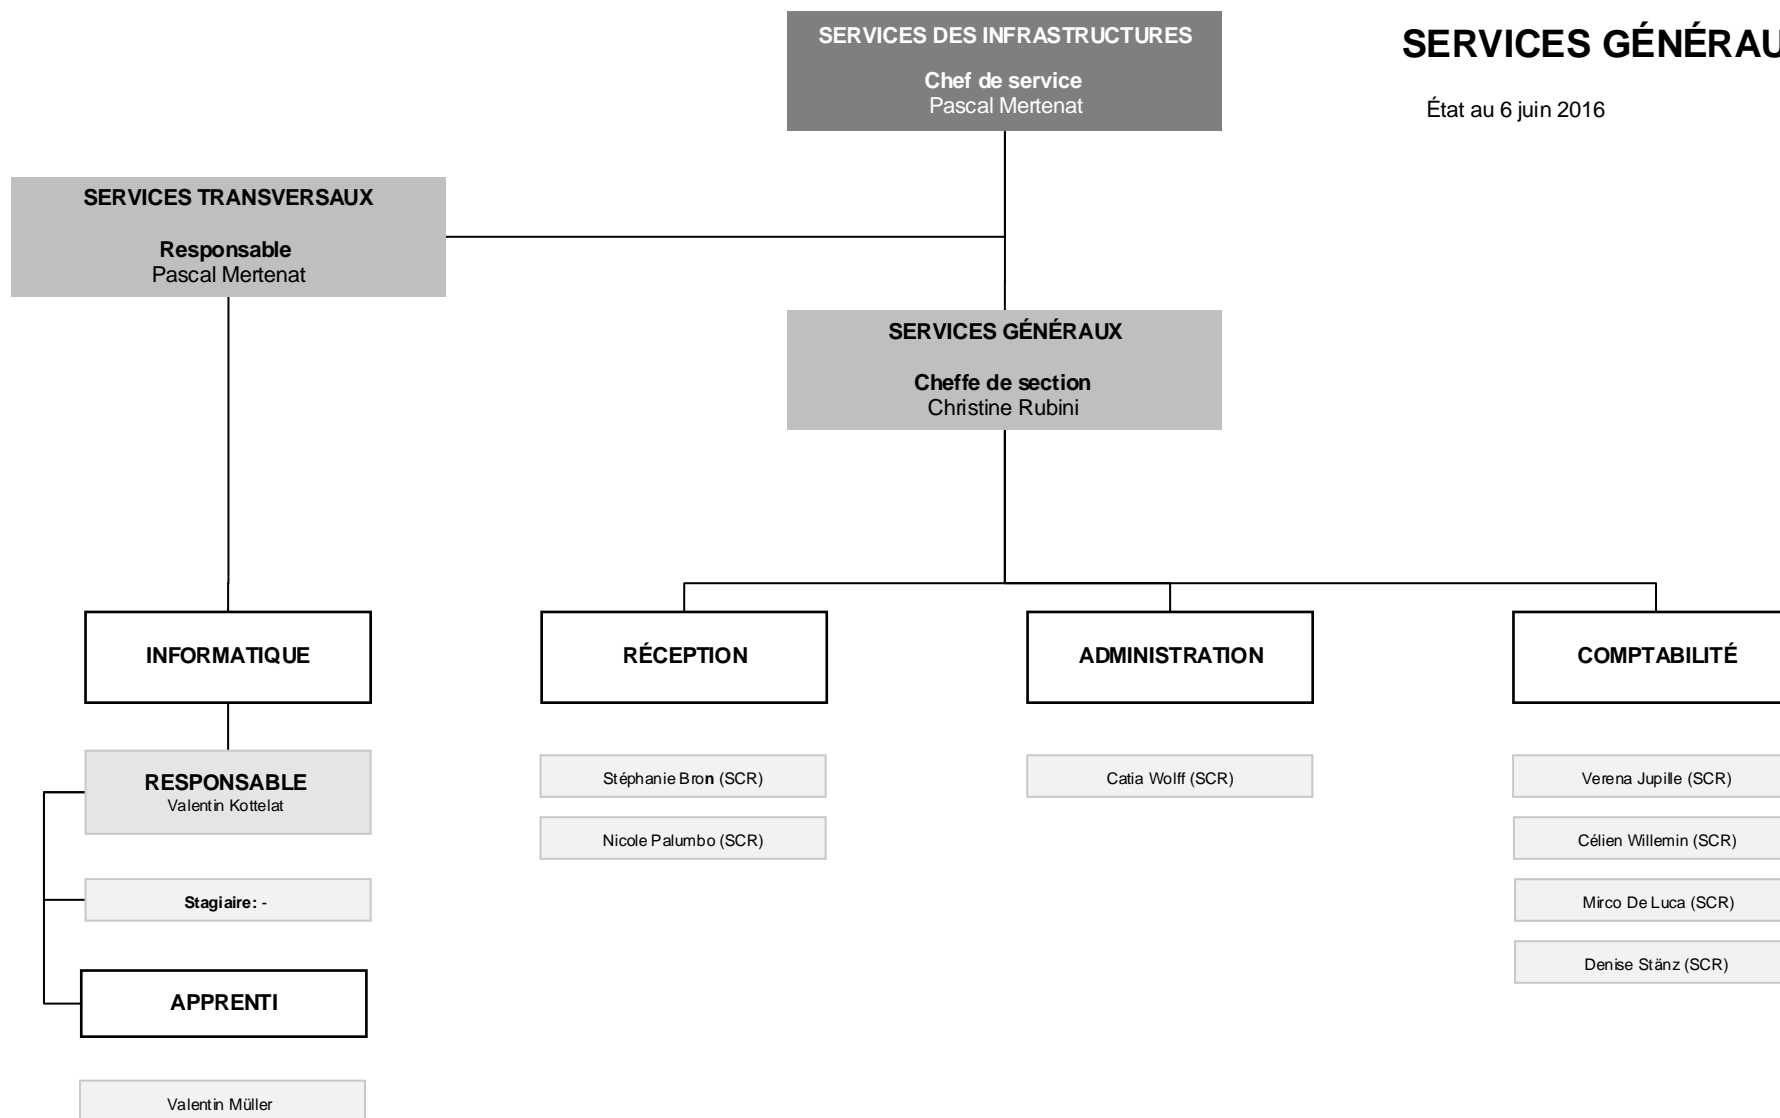 SERVICES DES INFRASTRUCTURES
Chef de service
Pascal Mertenat
SERVICES GÉNÉRAU
État au 6 juin 2016
SERVICES TRANSVERSAUX
Responsable
Pascal Mertenat
SERVICES GÉNÉRAUX
Cheffe de section
Christine Rubini
INFORMATIQUE
RESPONSABLE
Valentin Kottelat
Stagiaire: -
APPRENTI
Valentin Müller
RÉCEPTION
Stéphanie Bron (SCR)
Nicole Palumbo (SCR)
ADMINISTRATION
Catia Wolff (SCR)
COMPTABILITÉ
Verena Jupille (SCR)
Célien Willemin (SCR)
Mirco De Luca (SCR)
Denise Stänz (SCR)